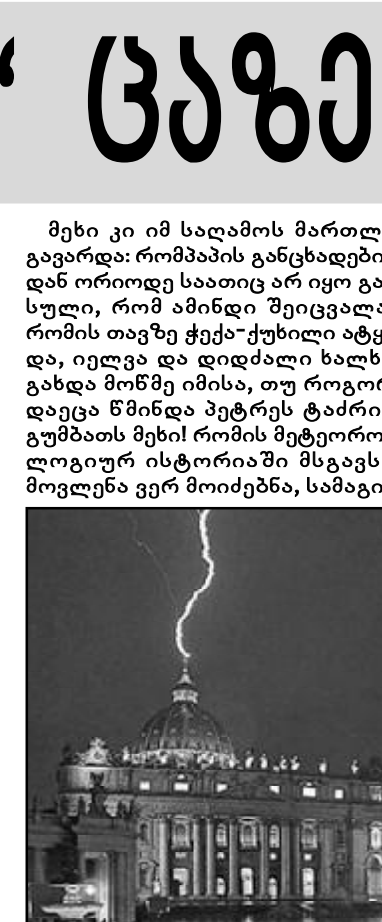 “ ცაზე
მეხი კი იმ საღამოს მართლ
გავარდა: რომპაპის განცხადები
დან ორიოდე საათიც არ იყო გა
სული, რომ ამინდი შეიცვალა
რომის თავზე ჭექა-ქუხილი ატყ
და, იელვა და დიდძალი ხალხ
გახდა მოწმე იმისა, თუ როგორ
დაეცა წმინდა პეტრეს ტაძრი
გუმბათს მეხი! რომის მეტეორო
ლოგიურ ისტორიაში მსგავს
მოვლენა ვერ მოიძებნა, სამაგი